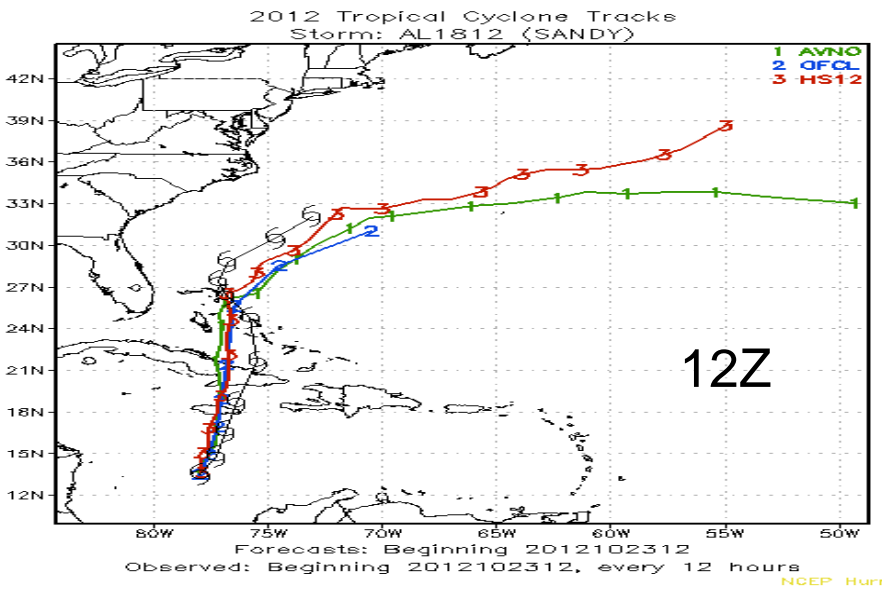 2012 Tropical Cyclone Tracks
Storm: AL1812 (SANDY)
1 AVNO
2 GFCL
3 HS12
42N
39N
36N
33N
30N
27N
24N
21N
18N
15N
12N
12Z
80W 75W 70W 65W 60W 55W 50W
Forecasts: Beginning 2012102312
Observed: Beginning 2012102312, every 12 hours
NCEP Hurr